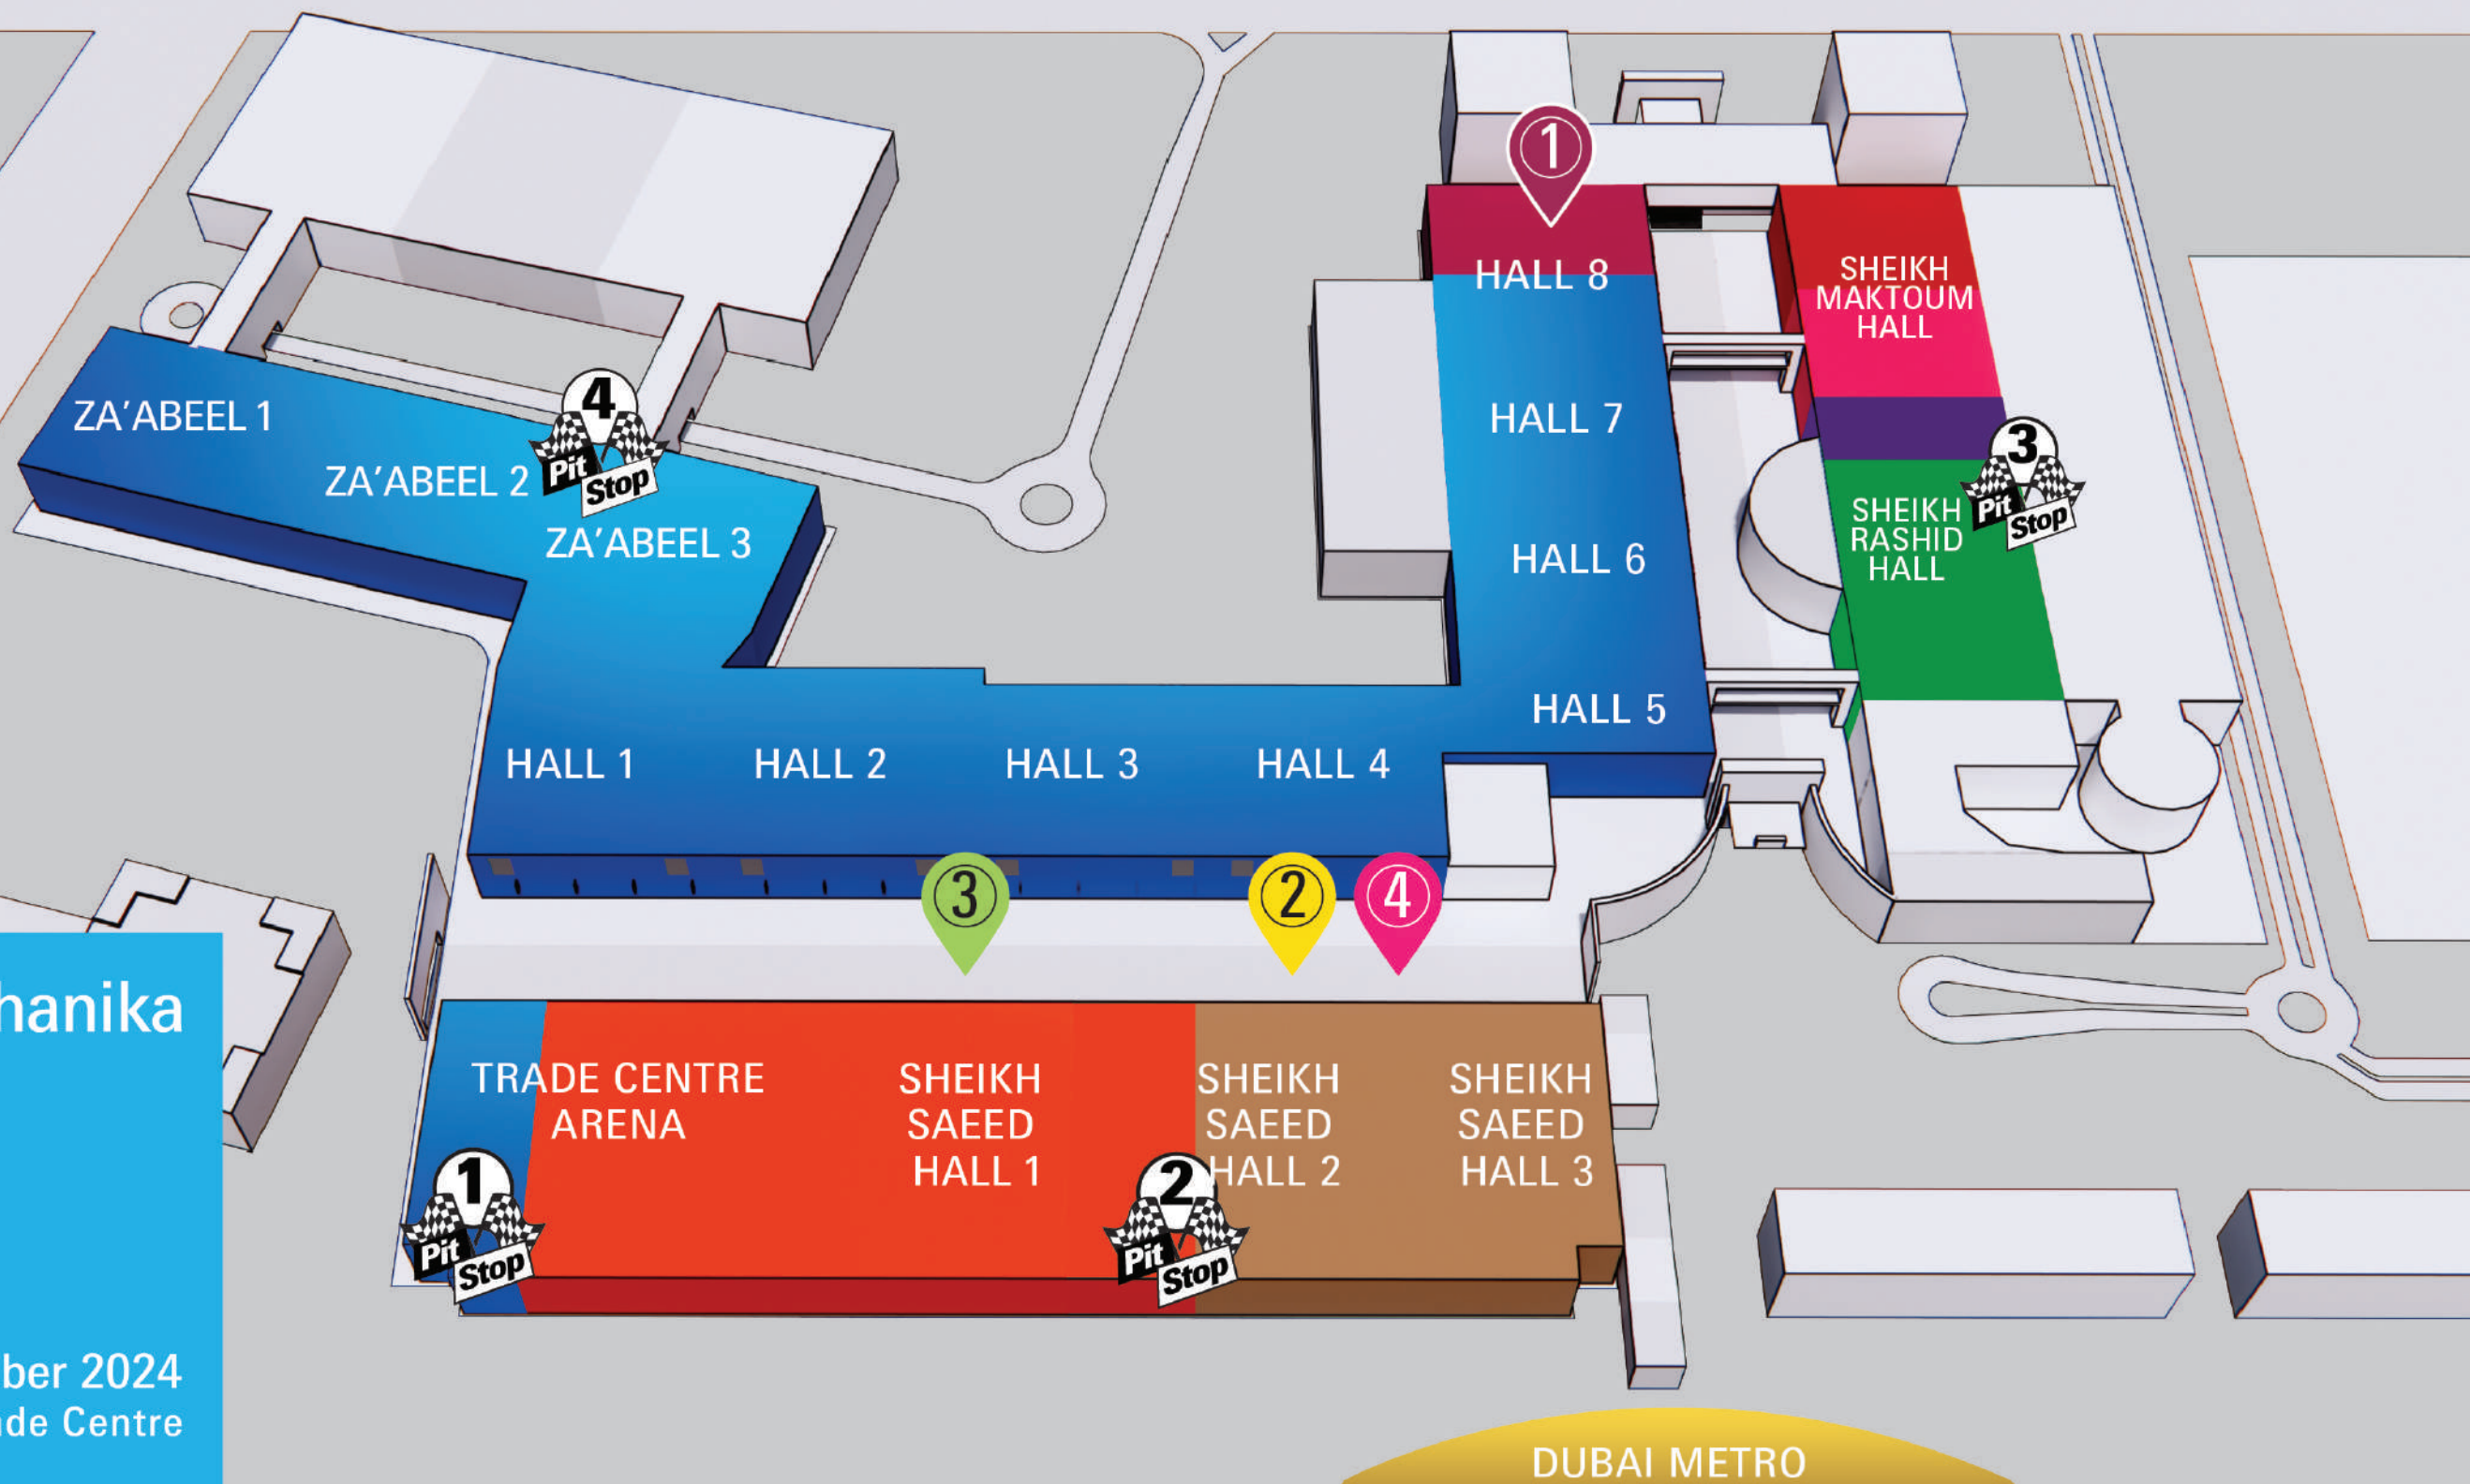 1
HALL 8
SHEIKH
MAKTOUM
HALL
ZA'ABEEL 1
4
Pit
Stop
ZA'ABEEL 2
ZA'ABEEL 3
HALL 7
3
Pit
Stop
SHEIKH
RASHID
HALL
HALL 6
HALL 5
HALL 1
HALL 2
HALL 3
HALL 4
3
2
4
hanika
TRADE CENTRE
ARENA
SHEIKH
SAEED
HALL 1
SHEIKH
SAEED
HALL 2
SHEIKH
SAEED
HALL 3
1
Pit
Stop
2
Pit
Stop
ber 2024
de Centre
DUBAI METRO